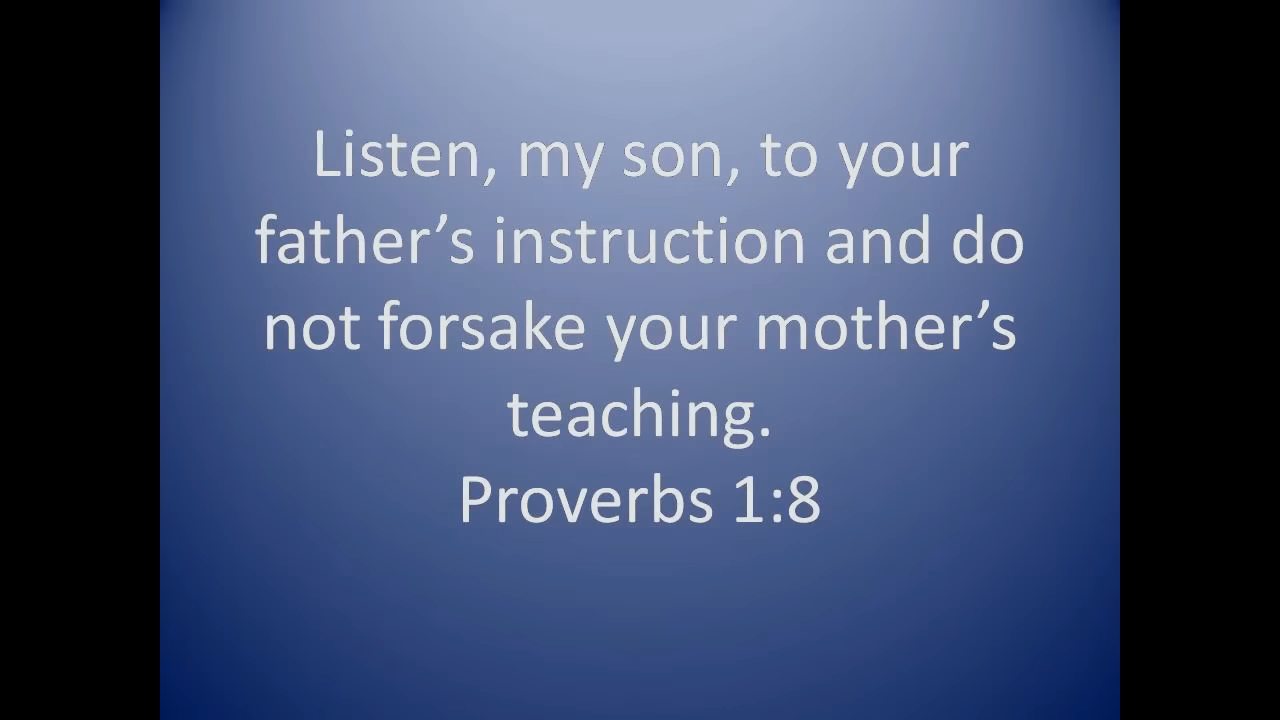 Listen, my son, to your
father’s instruction and do
not forsake your mother’s
teaching.
Proverbs 1:8